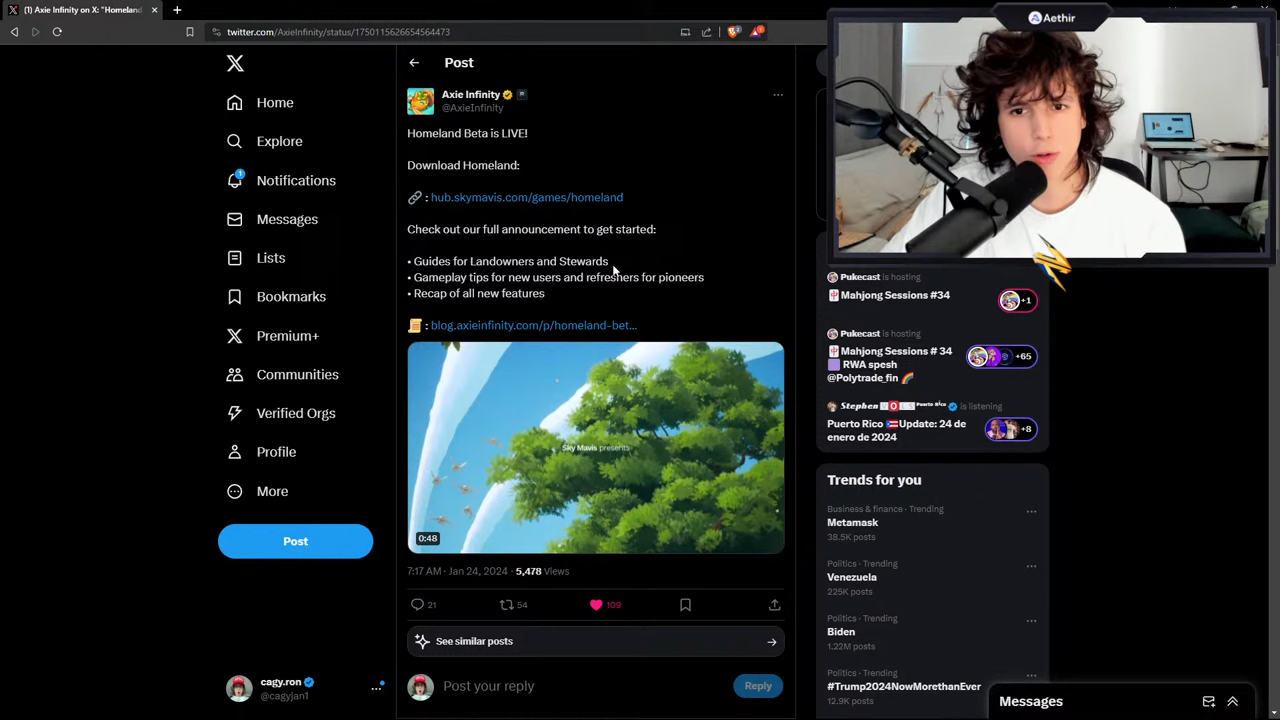 (1) Axie Infinity on X: "Homeland
twitter.com/AxieInfinity/status/1750115626654564473
Aethir
Post
Home
Explore
1
Notifications
Messages
Lists
Bookmarks
Premium+
Communities
Verified Orgs
Profile
More
Post
cagy.ron
@cagyjan1
Axie Infinity
@AxieInfinity
Homeland Beta is LIVE!
Download Homeland:
🔗 : hub.skymavis.com/games/homeland
Check out our full announcement to get started:
• Guides for Landowners and Stewards
• Gameplay tips for new users and refreshers for pioneers
• Recap of all new features
📜 : blog.axieinfinity.com/p/homeland-bet...
Sky Mavis presents
0:48
7:17 AM · Jan 24, 2024 · 5,478 Views
21 54 109
See similar posts
Post your reply
Reply
Pukecast is hosting
🀄Mahjong Sessions #34
+1
Pukecast is hosting
🀄Mahjong Sessions # 34
🟪 RWA spesh
@Polytrade_fin 🌈
+65
Stephen VOCS Puerto Rico is listening
Puerto Rico 🇵🇷Update: 24 de
enero de 2024
+8
Trends for you
Business & finance · Trending
Metamask
38.5K posts
Politics · Trending
Venezuela
225K posts
Politics · Trending
Biden
1.22M posts
Politics · Trending
#Trump2024NowMorethanEver
12.9K posts
Messages